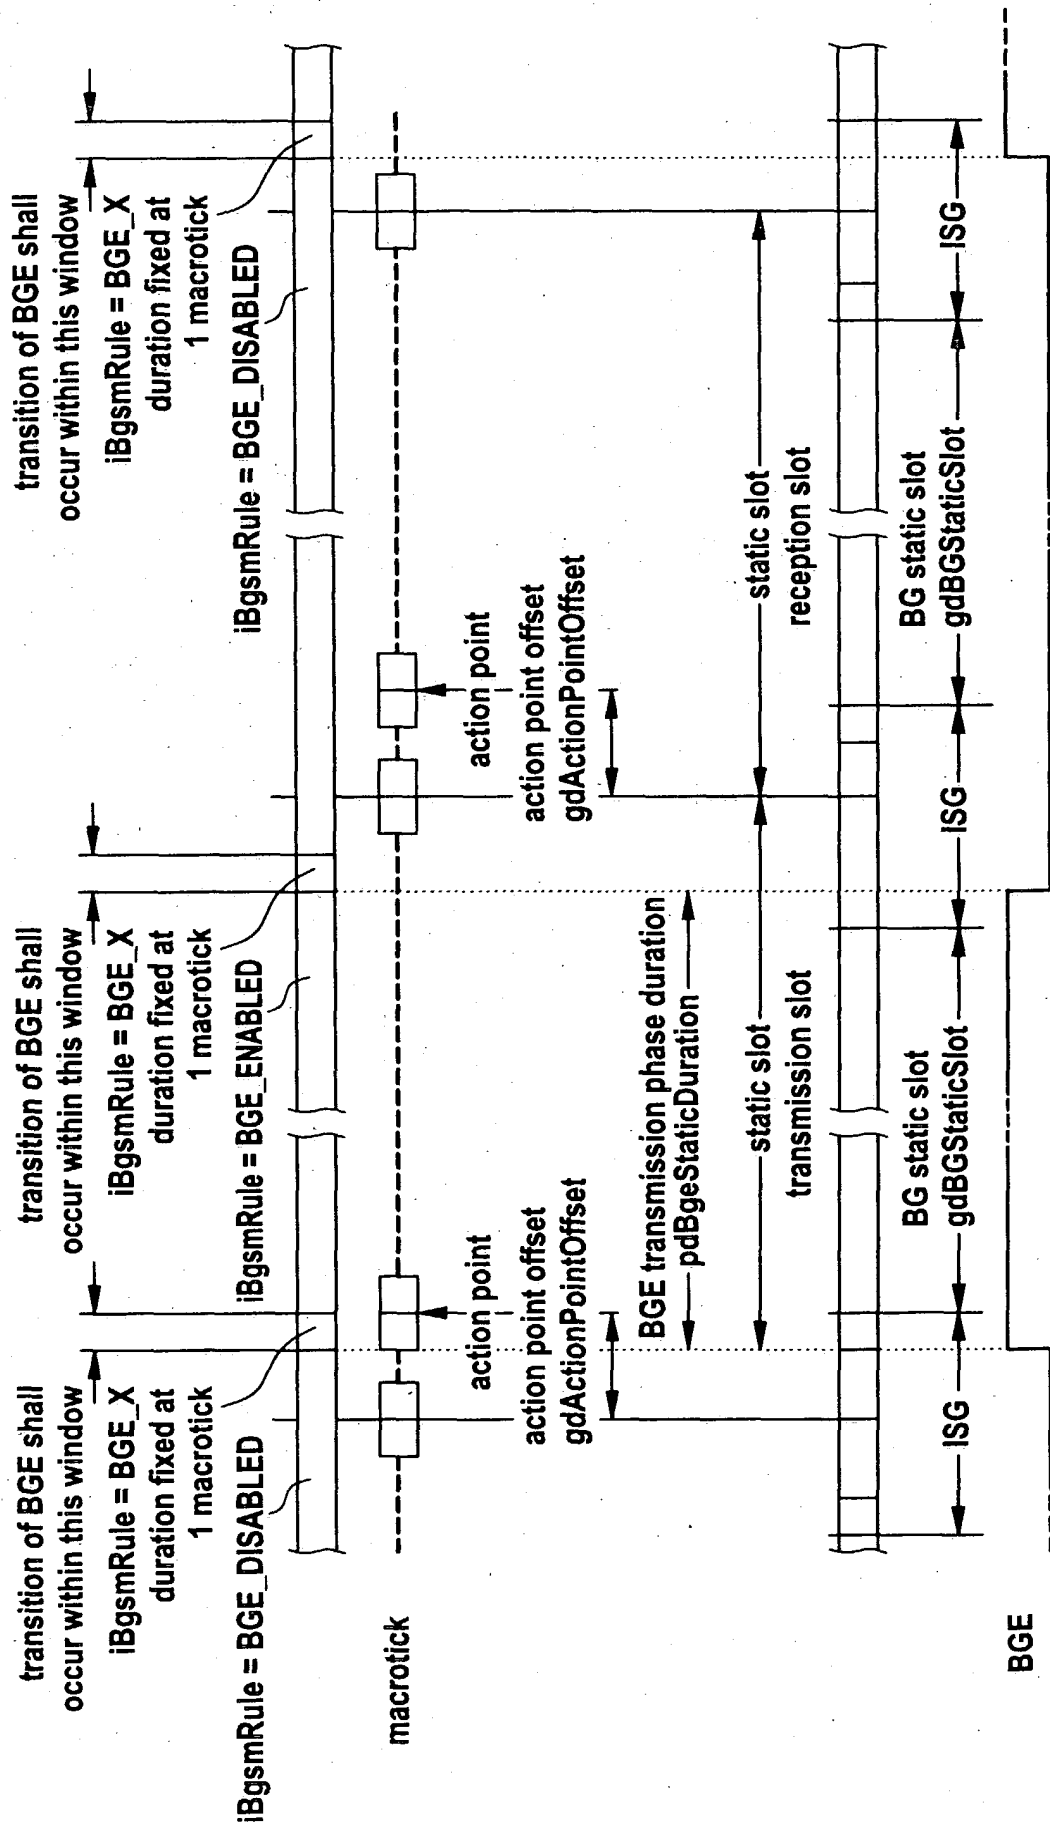 transition of BGE shall
occur within this window
iBgsmRule = BGE_X
duration fixed at
1 macrotick
iBgsmRule = BGE_DISABLED
transition of BGE shall
occur within this window
iBgsmRule = BGE_X
duration fixed at
1 macrotick
iBgsmRule = BGE_ENABLED
transition of BGE shall
occur within this window
iBgsmRule = BGE_X
duration fixed at
1 macrotick
iBgsmRule = BGE_DISABLED
macrotick
action point
action point offset
gdActionPointOffset
action point
action point offset
gdActionPointOffset
BGE transmission phase duration
pdBgeStaticDuration
static slot
transmission slot
static slot
reception slot
BG static slot
gdBGStaticSlot
BG static slot
gdBGStaticSlot
ISG
ISG
ISG
BGE